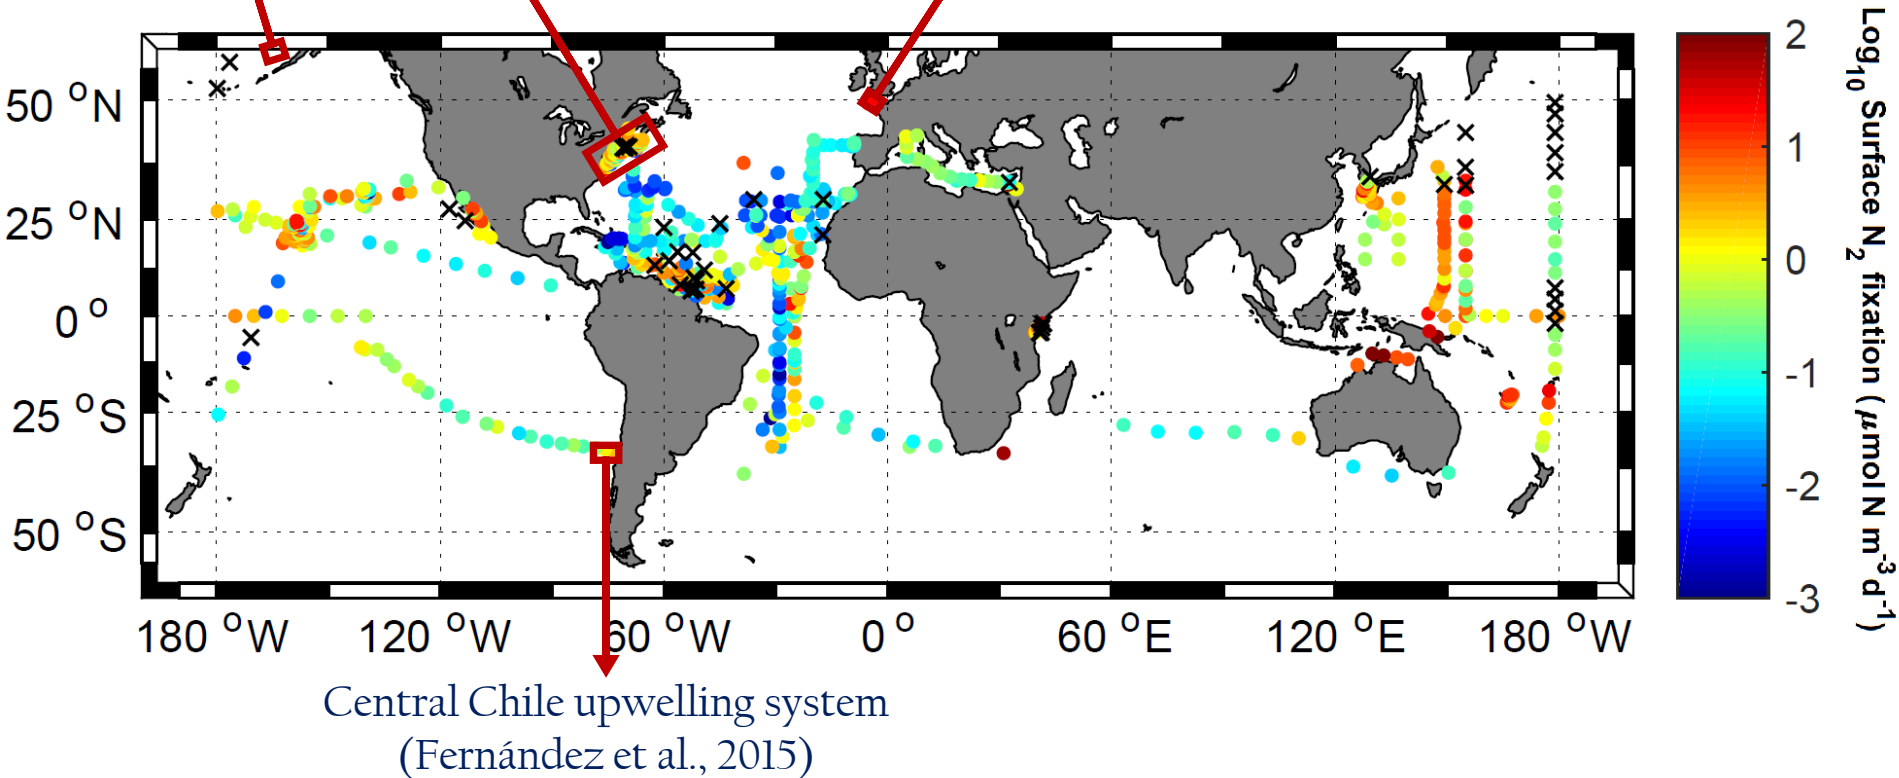 50 °N
25 °N
0 °
25 °S
50 °S
180 °W 120 °W 60 °W 0 ° 60 °E 120 °E 180 °W
2
1
0
-1
-2
-3
Log10 Surface N2 fixation (μmol N m-3 d-1)
Central Chile upwelling system
(Fernández et al., 2015)